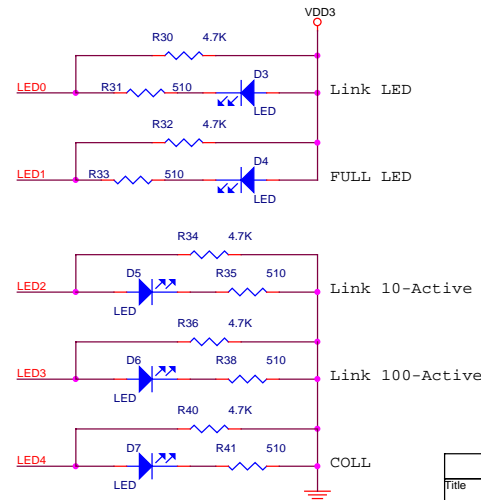 VDD3
R30 4.7K
D3
LED0 R31 510 Link LED
LED
R32 4.7K
D4
LED1 R33 510 FULL LED
LED
R34 4.7K
D5 R35 510
LED2 Link 10-Active
LED
R36 4.7K
D6 R38 510
LED3 Link 100-Active
LED
R40 4.7K
D7 R41 510
LED4 COLL
LED
Title